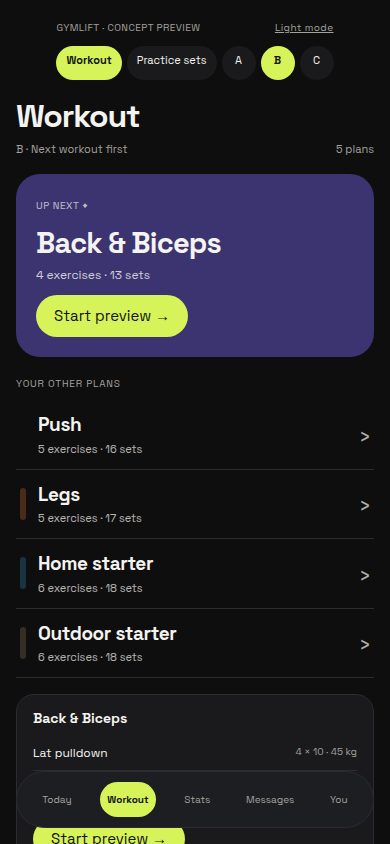 GYMLIFT · CONCEPT PREVIEW
Light mode
Workout
Practice sets
A
B
C
Workout
B · Next workout first
5 plans
UP NEXT ✦
Back & Biceps
4 exercises · 13 sets
Start preview →
YOUR OTHER PLANS
Push
5 exercises · 16 sets
>
Legs
5 exercises · 17 sets
>
Home starter
6 exercises · 18 sets
>
Outdoor starter
6 exercises · 18 sets
>
Back & Biceps
Lat pulldown
4 × 10 · 45 kg
Today
Workout
Stats
Messages
You
Start preview →